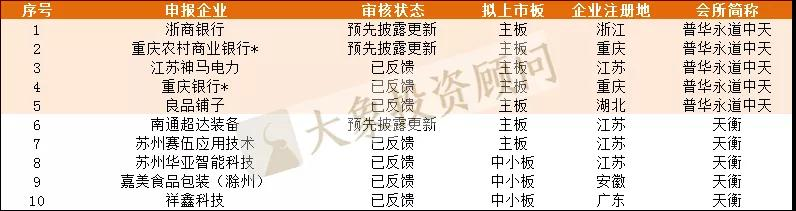 序号 申报企业 审核状态 拟上市板 企业注册地 会所简称
1 浙商银行 预先披露更新 主板 浙江 普华永道中天
2 重庆农村商业银行* 预先披露更新 主板 重庆 普华永道中天
3 江苏神马电力 已反馈 主板 江苏 普华永道中天
4 重庆银行* 已反馈 主板 重庆 普华永道中天
5 良品铺子 已反馈 主板 湖北 普华永道中天
6 南通超达装备 预先披露更新 主板 江苏 天衡
7 苏州赛伍应用技术 已反馈 主板 江苏 天衡
8 苏州华亚智能科技 已反馈 中小板 江苏 天衡
9 嘉美食品包装（滁州） 已反馈 中小板 安徽 天衡
10 祥鑫科技 已反馈 中小板 广东 天衡
大象投资顾问